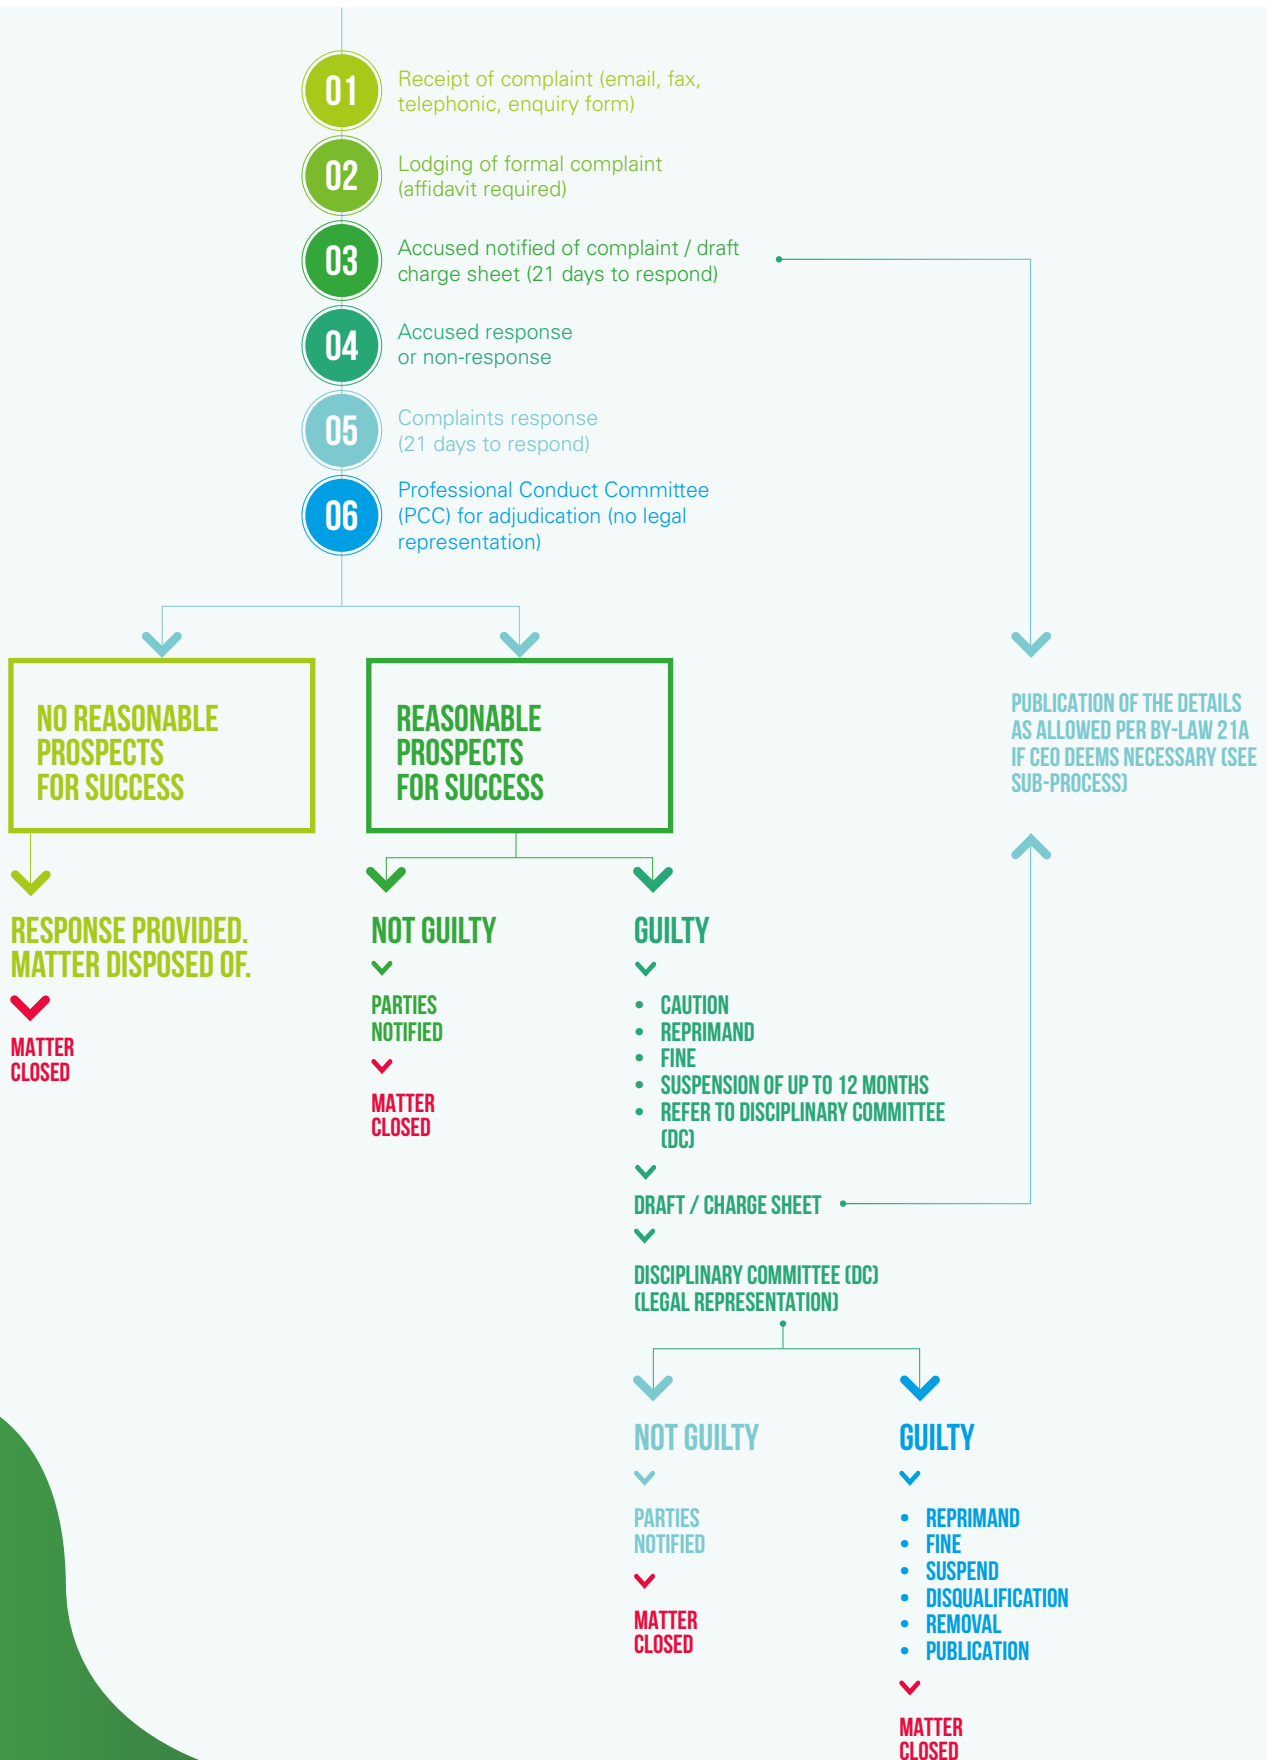 01
Receipt of complaint (email, fax,
telephonic, enquiry form)
02
Lodging of formal complaint
(affidavit required)
03
Accused notified of complaint / draft
charge sheet (21 days to respond)
04
Accused response
or non-response
05
Complaints response
(21 days to respond)
06
Professional Conduct Committee
(PCC) for adjudication (no legal
representation)
NO REASONABLE
PROSPECTS
FOR SUCCESS
REASONABLE
PROSPECTS
FOR SUCCESS
PUBLICATION OF THE DETAILS
AS ALLOWED PER BY-LAW 21A
IF CEO DEEMS NECESSARY (SEE
SUB-PROCESS)
RESPONSE PROVIDED.
MATTER DISPOSED OF.
MATTER
CLOSED
NOT GUILTY
PARTIES
NOTIFIED
MATTER
CLOSED
GUILTY
• CAUTION
• REPRIMAND
• FINE
• SUSPENSION OF UP TO 12 MONTHS
• REFER TO DISCIPLINARY COMMITTEE
(DC)
DRAFT / CHARGE SHEET
DISCIPLINARY COMMITTEE (DC)
(LEGAL REPRESENTATION)
NOT GUILTY
PARTIES
NOTIFIED
MATTER
CLOSED
GUILTY
• REPRIMAND
• FINE
• SUSPEND
• DISQUALIFICATION
• REMOVAL
• PUBLICATION
MATTER
CLOSED